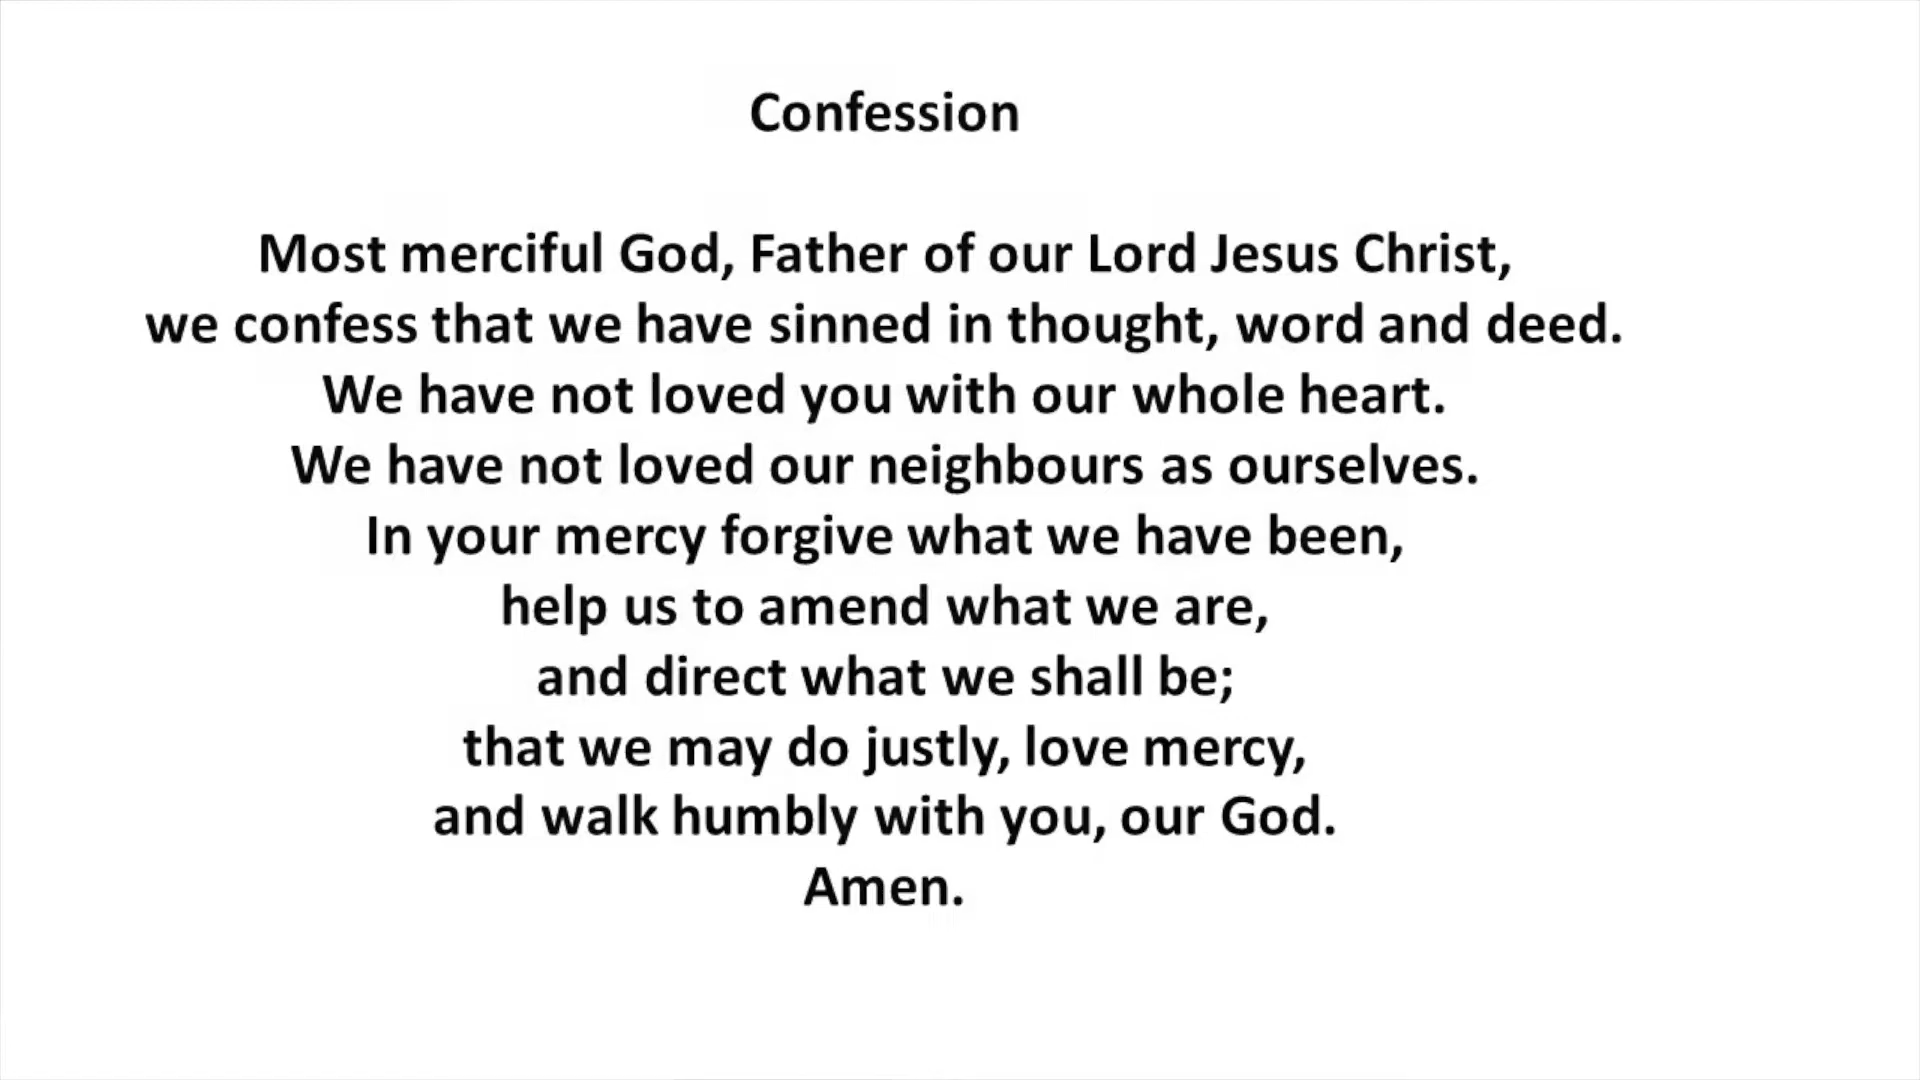 Confession
Most merciful God, Father of our Lord Jesus Christ,
we confess that we have sinned in thought, word and deed.
We have not loved you with our whole heart.
We have not loved our neighbours as ourselves.
In your mercy forgive what we have been,
help us to amend what we are,
and direct what we shall be;
that we may do justly, love mercy,
and walk humbly with you, our God.
Amen.